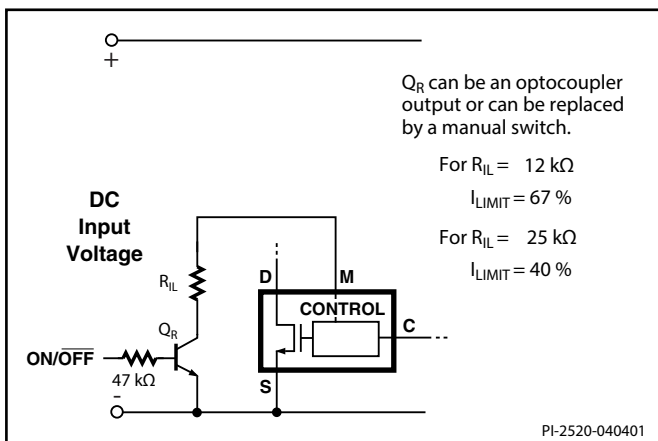 +
Q_R can be an optocoupler
output or can be replaced
by a manual switch.
For R_IL = 12 kΩ
I_LIMIT = 67 %
For R_IL = 25 kΩ
I_LIMIT = 40 %
DC
Input
Voltage
R_IL
D
M
CONTROL
C
Q_R
ON/O̅F̅F̅
47 kΩ
S
-
PI-2520-040401